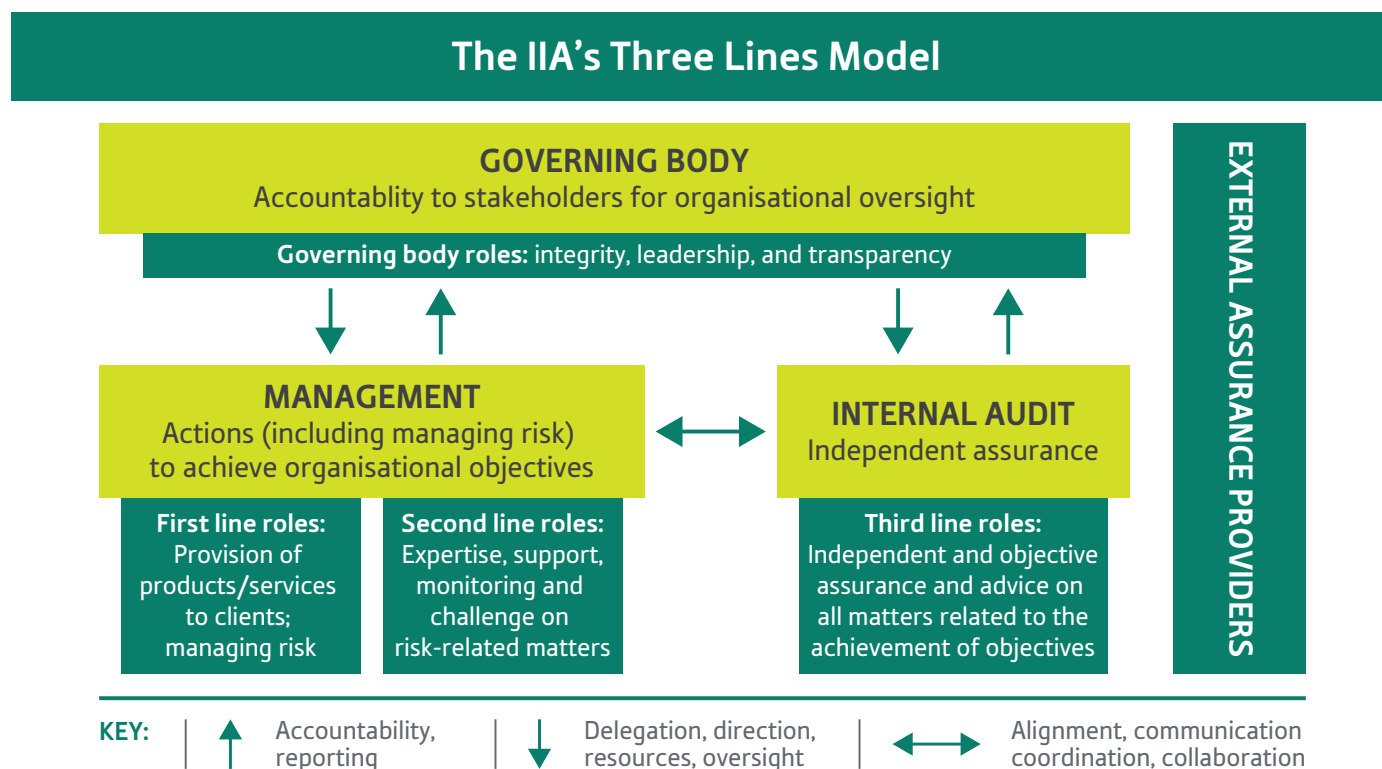 The IIA's Three Lines Model
GOVERNING BODY
Accountablity to stakeholders for organisational oversight
Governing body roles: integrity, leadership, and transparency
MANAGEMENT
Actions (including managing risk)
to achieve organisational objectives
INTERNAL AUDIT
Independent assurance
First line roles:
Provision of
products/services
to clients;
managing risk
Second line roles:
Expertise, support,
monitoring and
challenge on
risk-related matters
Third line roles:
Independent and objective
assurance and advice on
all matters related to the
achievement of objectives
EXTERNAL ASSURANCE PROVIDERS
KEY:
Accountability,
reporting
Delegation, direction,
resources, oversight
Alignment, communication
coordination, collaboration